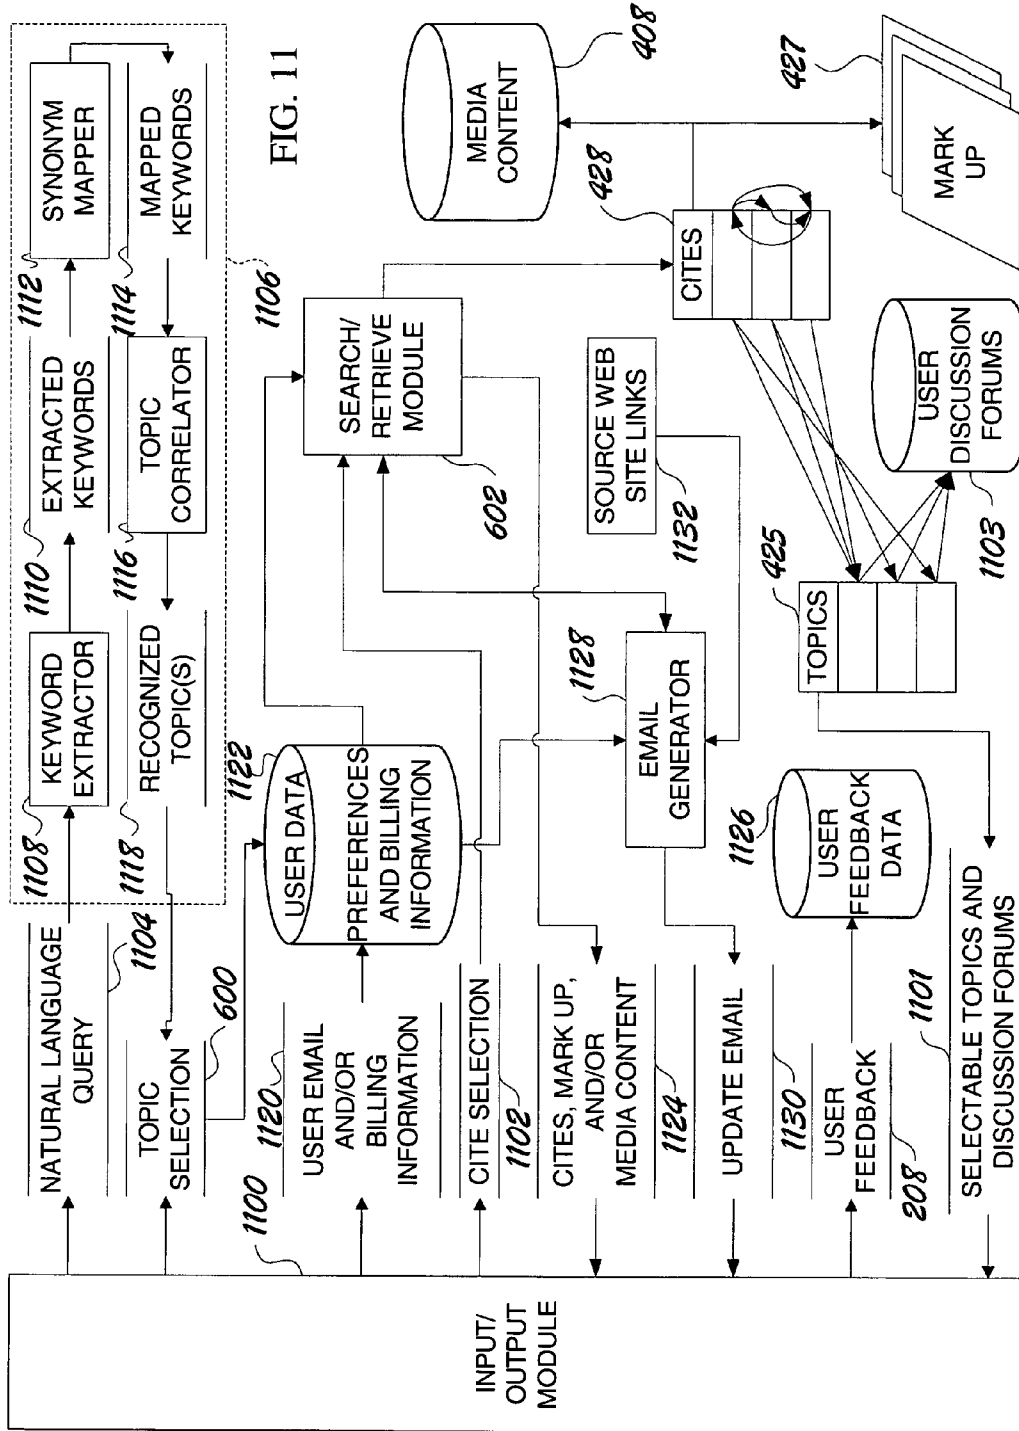 FIG. 11
INPUT/
OUTPUT
MODULE
1100
NATURAL LANGUAGE
QUERY
1104
1108
KEYWORD
EXTRACTOR
1110
EXTRACTED
KEYWORDS
1112
SYNONYM
MAPPER
1114
MAPPED
KEYWORDS
1116
TOPIC
CORRELATOR
1118
RECOGNIZED
TOPIC(S)
1106
TOPIC
SELECTION
600
1120
USER EMAIL
AND/OR
BILLING
INFORMATION
1122
USER DATA
PREFERENCES
AND BILLING
INFORMATION
CITE SELECTION
1102
SEARCH/
RETRIEVE
MODULE
602
CITES, MARK UP,
AND/OR
MEDIA CONTENT
1124
UPDATE EMAIL
1130
EMAIL
GENERATOR
1128
SOURCE WEB
SITE LINKS
1132
USER
FEEDBACK
208
USER
FEEDBACK
DATA
1126
1101
SELECTABLE TOPICS AND
DISCUSSION FORUMS
TOPICS
425
USER
DISCUSSION
FORUMS
1103
CITES
428
MEDIA
CONTENT
408
MARK
UP
427